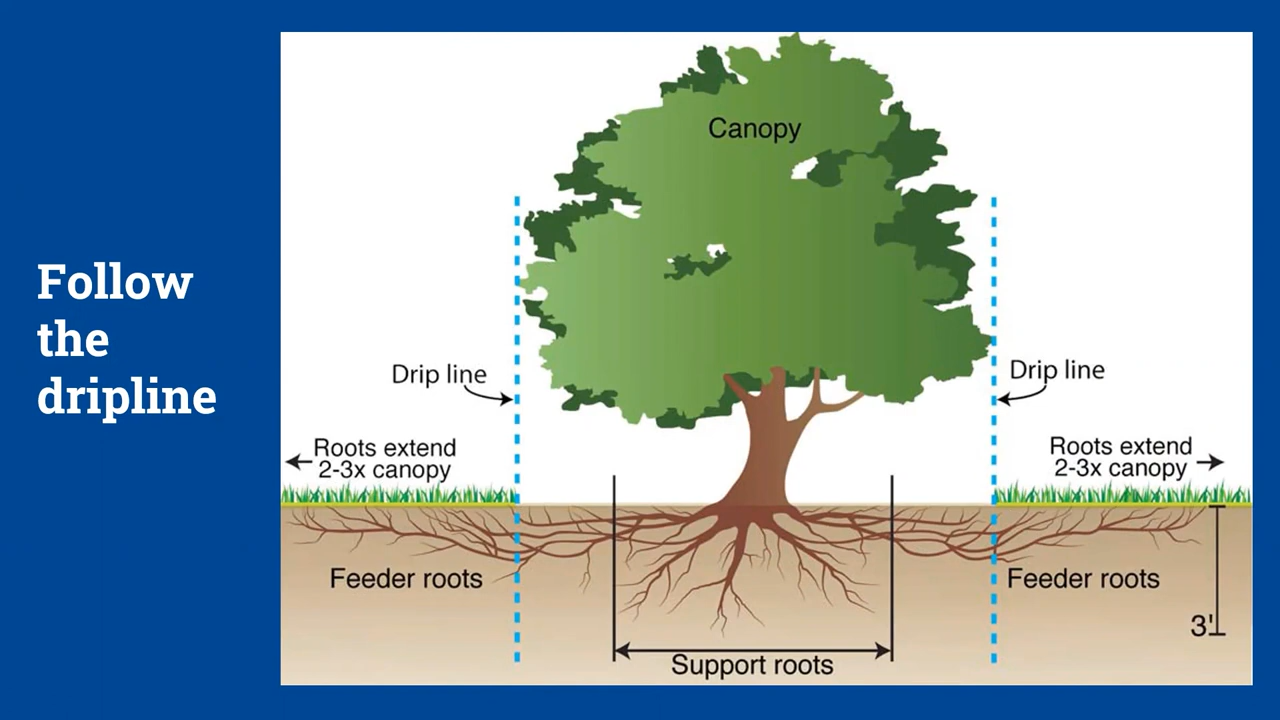 Follow
the
dripline
Canopy
Drip line
Drip line
Roots extend
2-3x canopy
Roots extend
2-3x canopy
Feeder roots
Feeder roots
3'
Support roots